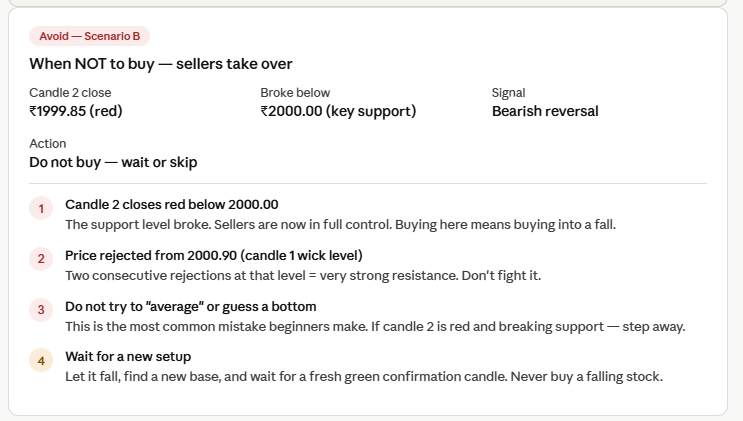 Avoid — Scenario B
When NOT to buy — sellers take over
Candle 2 close
₹1999.85 (red)
Broke below
₹2000.00 (key support)
Signal
Bearish reversal
Action
Do not buy — wait or skip
1
Candle 2 closes red below 2000.00
The support level broke. Sellers are now in full control. Buying here means buying into a fall.
2
Price rejected from 2000.90 (candle 1 wick level)
Two consecutive rejections at that level = very strong resistance. Don't fight it.
3
Do not try to "average" or guess a bottom
This is the most common mistake beginners make. If candle 2 is red and breaking support — step away.
4
Wait for a new setup
Let it fall, find a new base, and wait for a fresh green confirmation candle. Never buy a falling stock.